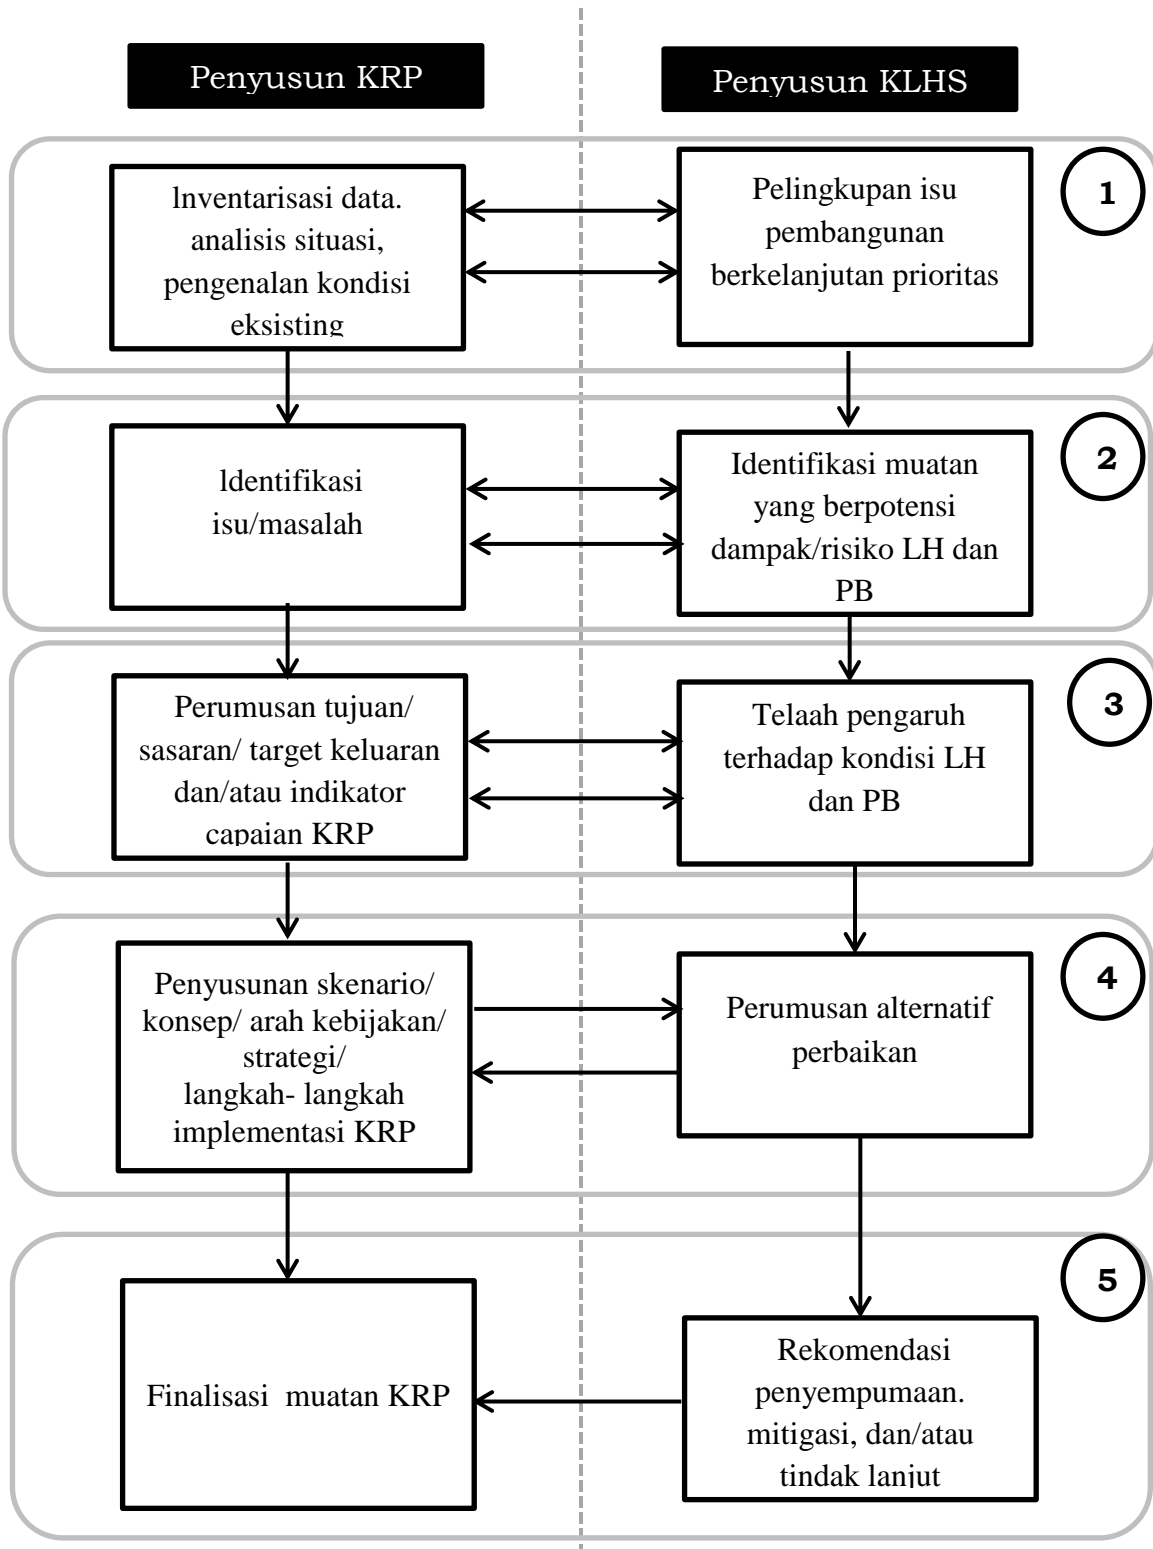 Penyusun KRP
Penyusun KLHS
lnventarisasi data.
analisis situasi,
pengenalan kondisi
eksisting
Pelingkupan isu
pembangunan
berkelanjutan prioritas
1
ldentifikasi
isu/masalah
Identifikasi muatan
yang berpotensi
dampak/risiko LH dan
PB
2
Perumusan tujuan/
sasaran/ target keluaran
dan/atau indikator
capaian KRP
Telaah pengaruh
terhadap kondisi LH
dan PB
3
Penyusunan skenario/
konsep/ arah kebijakan/
strategi/
langkah- langkah
implementasi KRP
Perumusan alternatif
perbaikan
4
Finalisasi muatan KRP
Rekomendasi
penyempumaan.
mitigasi, dan/atau
tindak lanjut
5